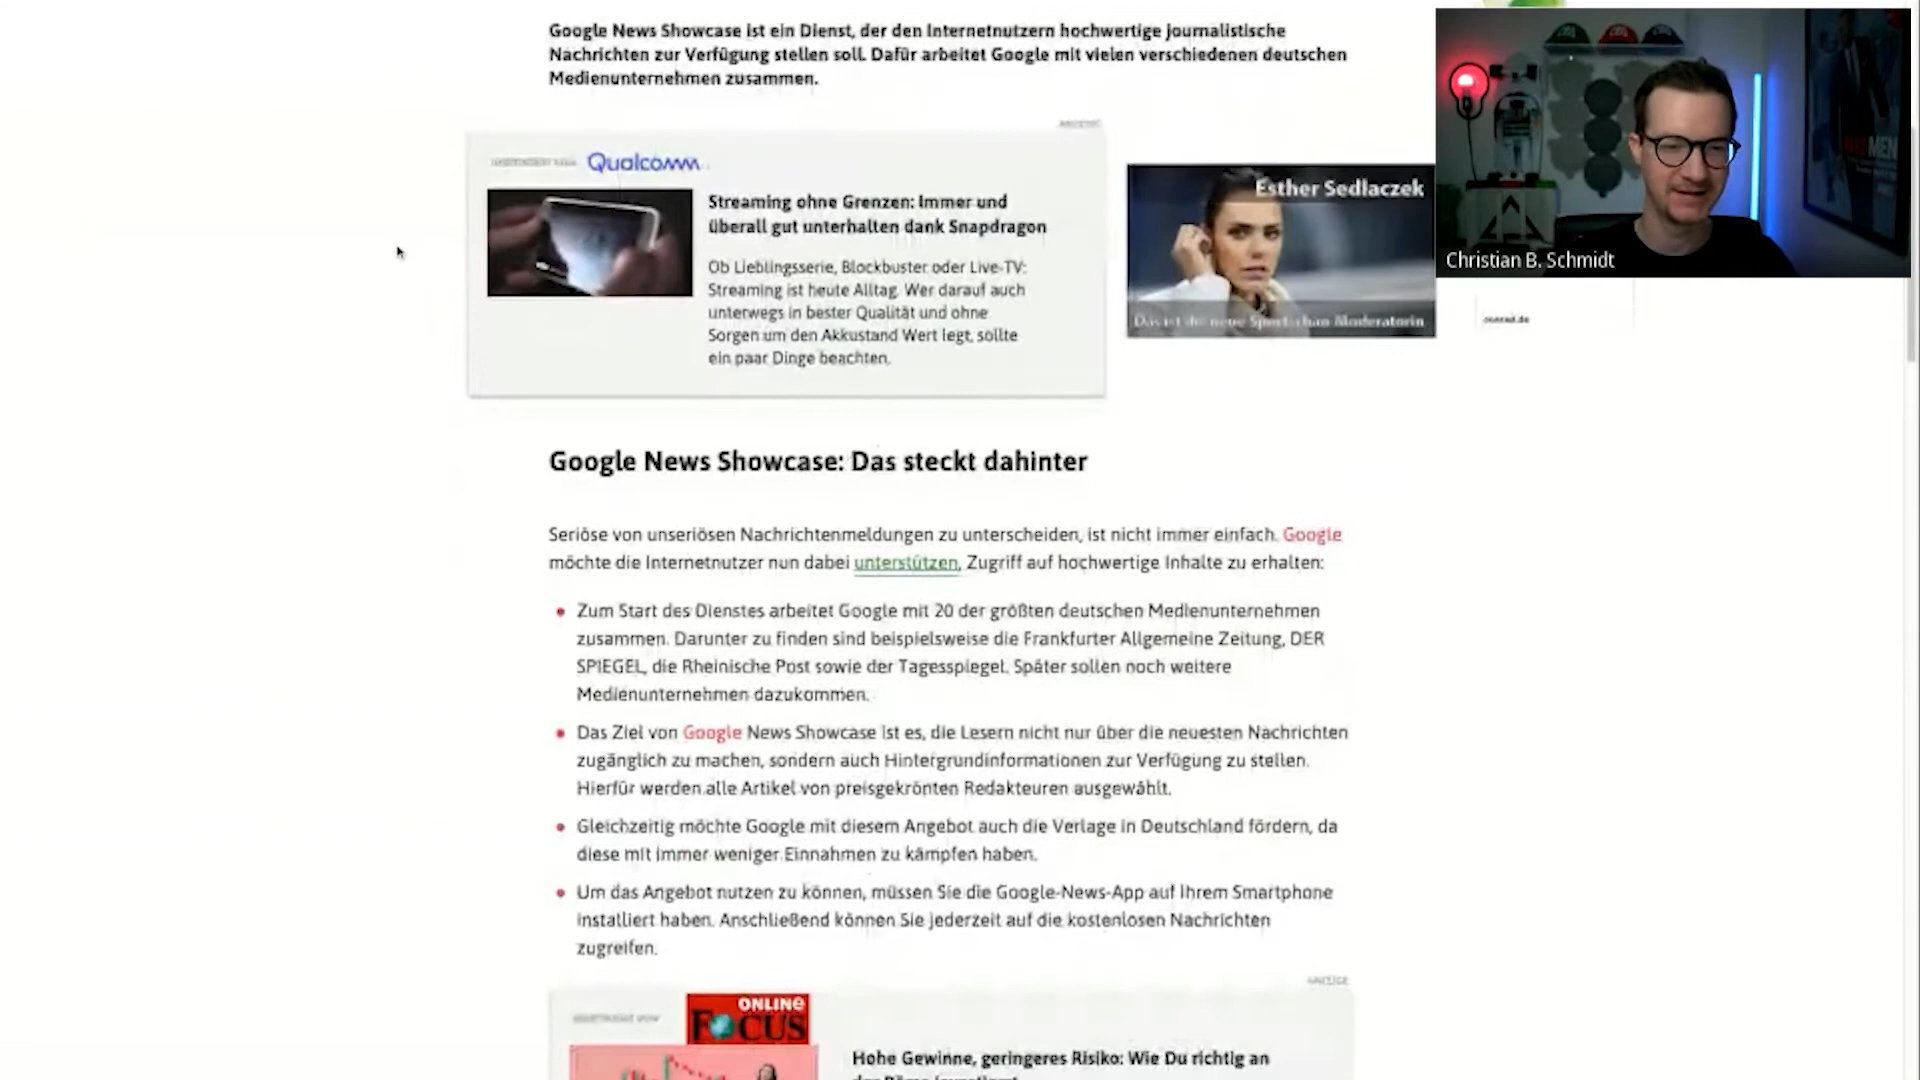 Google News Showcase ist ein Dienst, der den Internetnutzern hochwertige journalistische
Nachrichten zur Verfügung stellen soll. Dafür arbeitet Google mit vielen verschiedenen deutschen
Medienunternehmen zusammen.
ANZEIGE
Qualcomm
Streaming ohne Grenzen: Immer und
überall gut unterhalten dank Snapdragon
Ob Lieblingsserie, Blockbuster oder Live-TV:
Streaming ist heute Alltag. Wer darauf auch
unterwegs in bester Qualität und ohne
Sorgen um den Akkustand Wert legt, sollte
ein paar Dinge beachten.
Esther Sedlaczek
Das ist die neue Sportschau Moderatorin
MEN
Christian B. Schmidt
conrad.de
Google News Showcase: Das steckt dahinter
Seriöse von unseriösen Nachrichtenmeldungen zu unterscheiden, ist nicht immer einfach. Google
möchte die Internetnutzer nun dabei unterstützen, Zugriff auf hochwertige Inhalte zu erhalten:
Zum Start des Dienstes arbeitet Google mit 20 der größten deutschen Medienunternehmen
zusammen. Darunter zu finden sind beispielsweise die Frankfurter Allgemeine Zeitung, DER
SPIEGEL, die Rheinische Post sowie der Tagesspiegel. Später sollen noch weitere
Medienunternehmen dazukommen.
Das Ziel von Google News Showcase ist es, die Lesern nicht nur über die neuesten Nachrichten
zugänglich zu machen, sondern auch Hintergrundinformationen zur Verfügung zu stellen.
Hierfür werden alle Artikel von preisgekrönten Redakteuren ausgewählt.
Gleichzeitig möchte Google mit diesem Angebot auch die Verlage in Deutschland fördern, da
diese mit immer weniger Einnahmen zu kämpfen haben.
Um das Angebot nutzen zu können, müssen Sie die Google-News-App auf Ihrem Smartphone
installiert haben. Anschließend können Sie jederzeit auf die kostenlosen Nachrichten
zugreifen.
ANZEIGE
ONLINE
FOCUS
Hohe Gewinne, geringeres Risiko: Wie Du richtig an